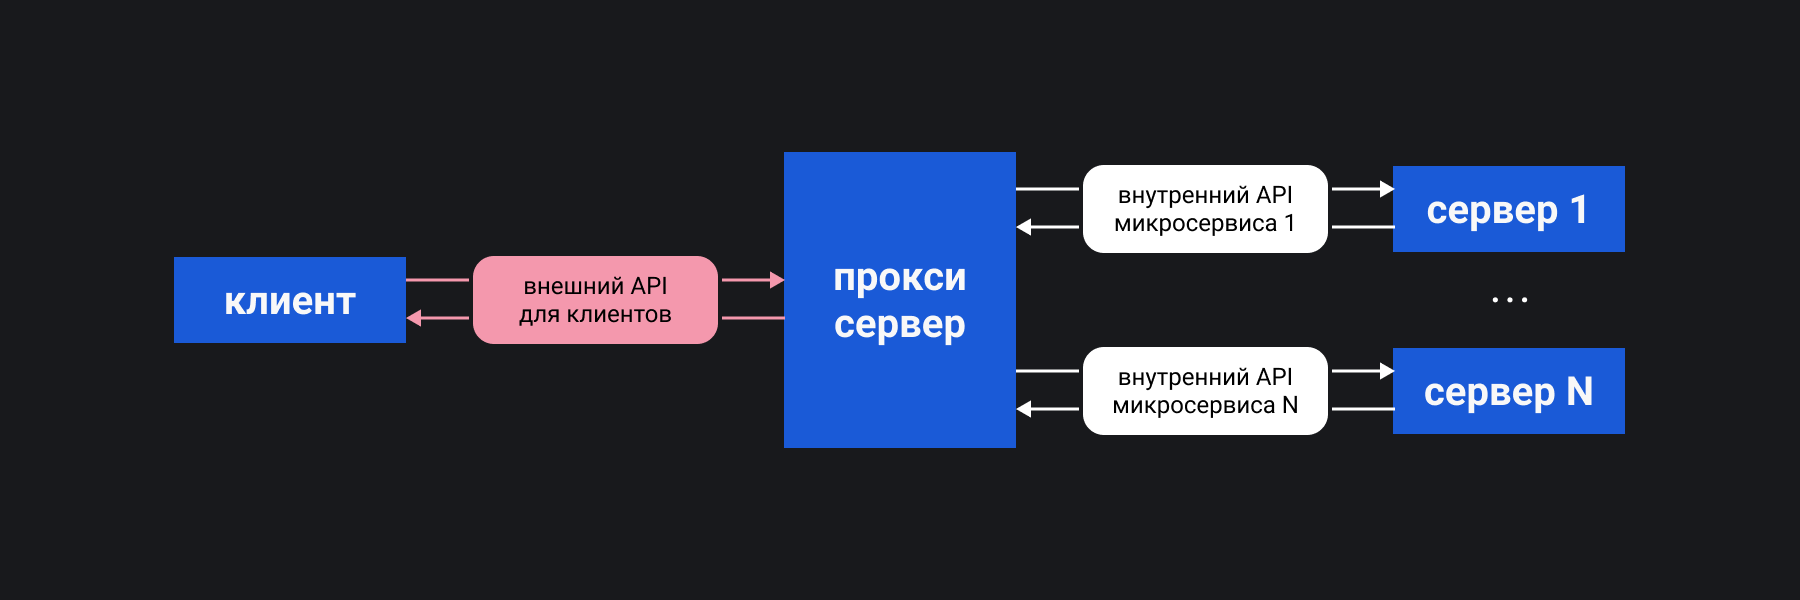 клиент
внешний API
для клиентов
прокси
сервер
внутренний API
микросервиса 1
сервер 1
...
внутренний API
микросервиса N
сервер N